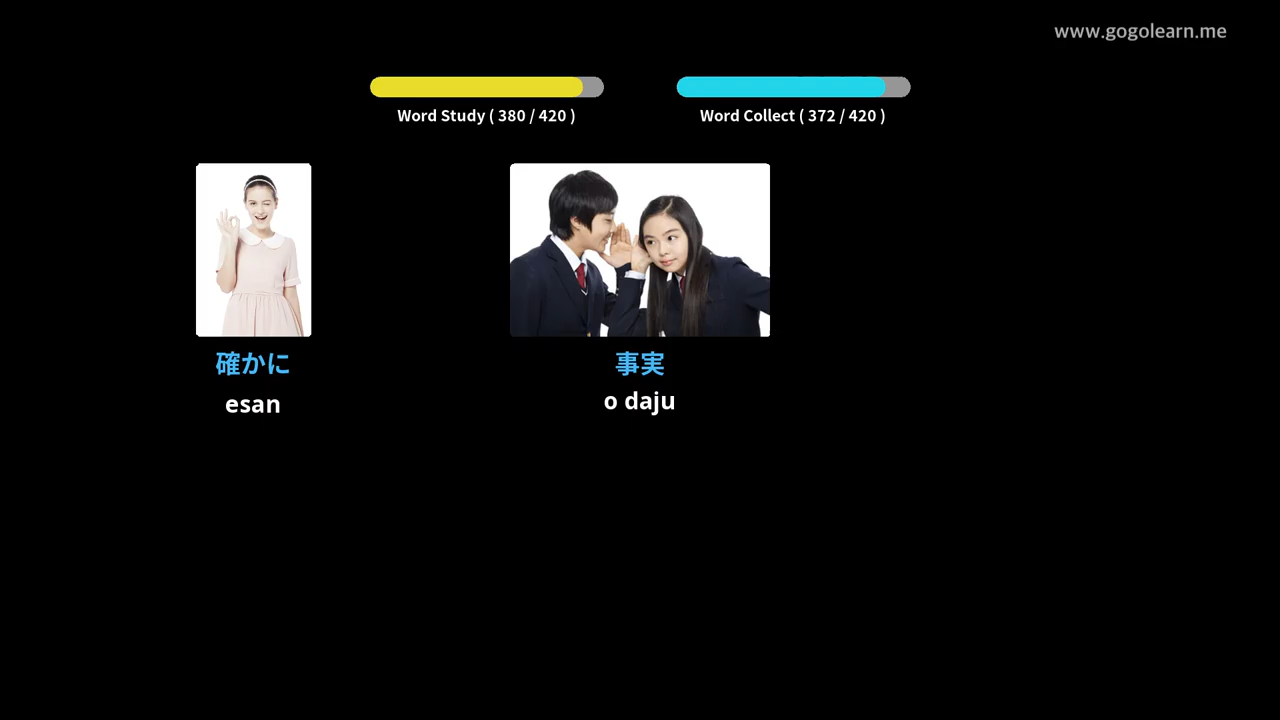 www.gogolearn.me
Word Study ( 380 / 420 )
Word Collect ( 372 / 420 )
確かに
esan
事実
o daju